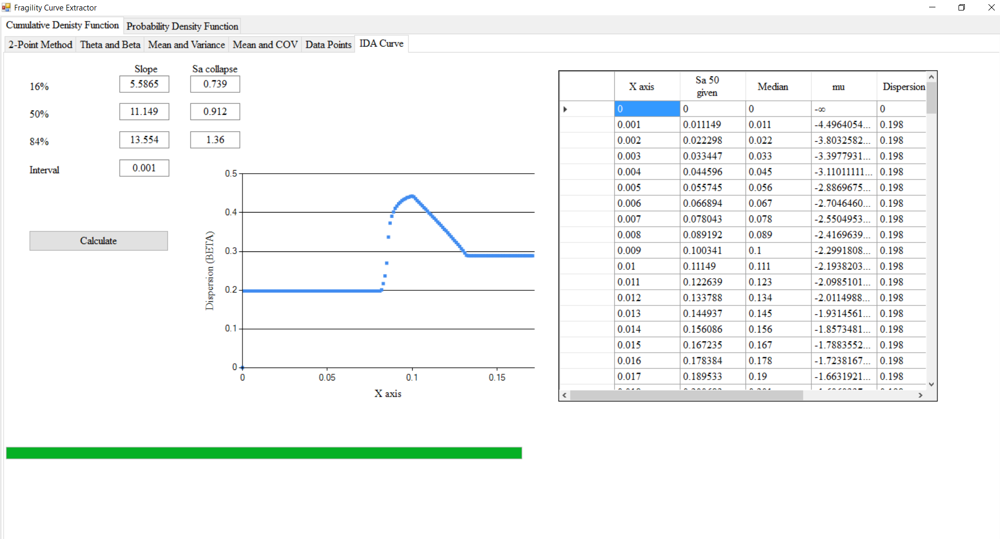 Fragility Curve Extractor
Cumulative Denisty Function Probability Density Function
2-Point Method Theta and Beta Mean and Variance Mean and COV Data Points IDA Curve
Slope Sa collapse
16% 5.5865 0.739
50% 11.149 0.912
84% 13.554 1.36
Interval 0.001
Calculate
Dispersion (BETA)
0.5
0.4
0.3
0.2
0.1
0
0 0.05 0.1 0.15
X axis
X axis Sa 50 given Median mu Dispersion
0 0 0 -∞ 0
0.001 0.011149 0.011 -4.4964054... 0.198
0.002 0.022298 0.022 -3.8032582... 0.198
0.003 0.033447 0.033 -3.3977931... 0.198
0.004 0.044596 0.045 -3.11011111... 0.198
0.005 0.055745 0.056 -2.8869675... 0.198
0.006 0.066894 0.067 -2.7046460... 0.198
0.007 0.078043 0.078 -2.5504953... 0.198
0.008 0.089192 0.089 -2.4169639... 0.198
0.009 0.100341 0.1 -2.2991808... 0.198
0.01 0.11149 0.111 -2.1938203... 0.198
0.011 0.122639 0.123 -2.0985101... 0.198
0.012 0.133788 0.134 -2.0114988... 0.198
0.013 0.144937 0.145 -1.9314561... 0.198
0.014 0.156086 0.156 -1.8573481... 0.198
0.015 0.167235 0.167 -1.7883552... 0.198
0.016 0.178384 0.178 -1.7238167... 0.198
0.017 0.189533 0.19 -1.6631921... 0.198